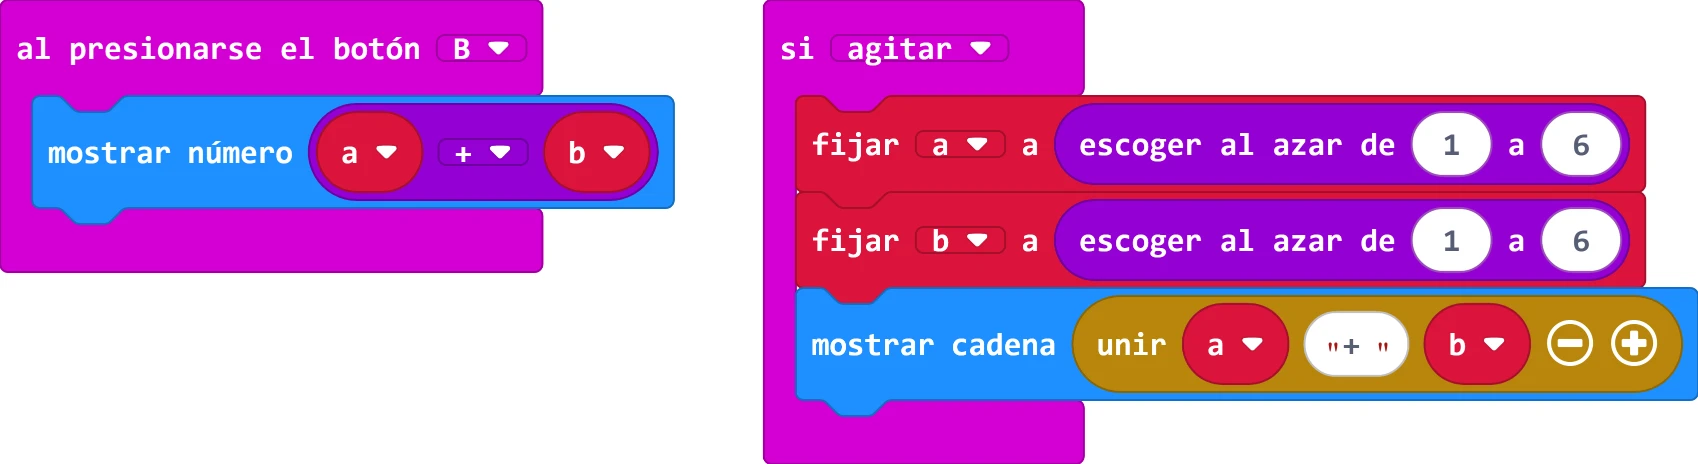 al presionarse el botón B
mostrar número a + b
si agitar
fijar a a escoger al azar de 1 a 6
fijar b a escoger al azar de 1 a 6
mostrar cadena unir a "+ " b